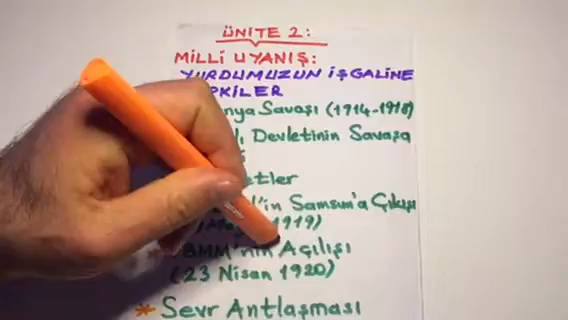 ÜNİTE 2:
MİLLİ UYANIŞ:
YURDUMUZUN İŞGALİNE
PKİLER
nya Savaşı (1914-1918)
Devletinin Savaşa
etler
in Samsun'a Çıkışı
1919)
BMM'nin Açılışı
(23 Nisan 1920)
* Sevr Antlaşması